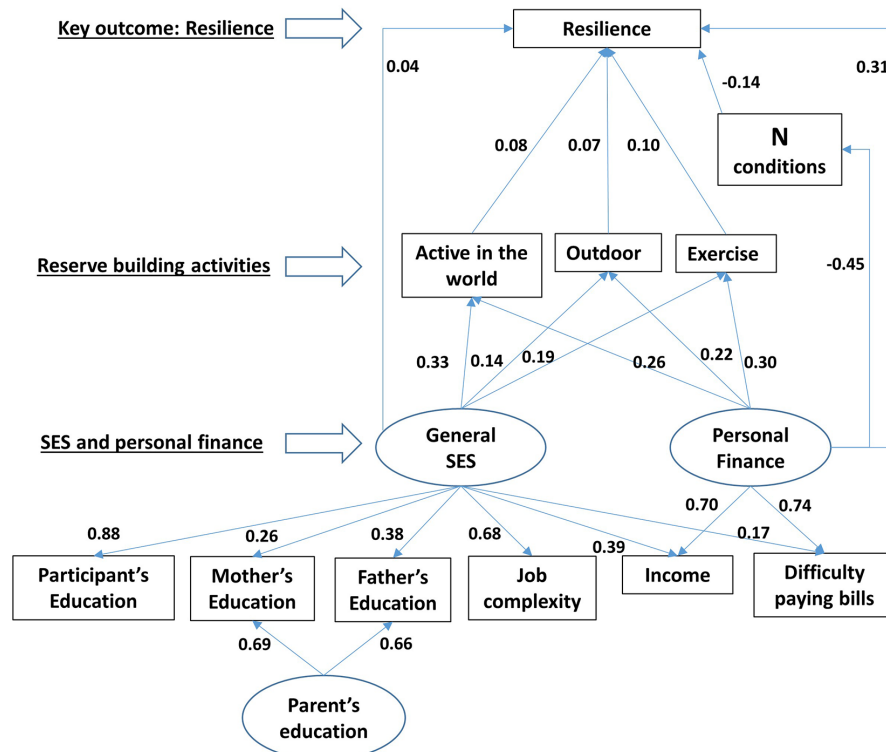 Key outcome: Resilience
Resilience
0.04
0.31
-0.14
N
conditions
0.08
0.07
0.10
Reserve building activities
Active in the
world
Outdoor
Exercise
-0.45
0.33
0.14
0.19
0.26
0.22
0.30
SES and personal finance
General
SES
Personal
Finance
0.88
0.26
0.38
0.68
0.39
0.70
0.74
0.17
Participant’s
Education
Mother’s
Education
Father’s
Education
Job
complexity
Income
Difficulty
paying bills
0.69
0.66
Parent’s
education